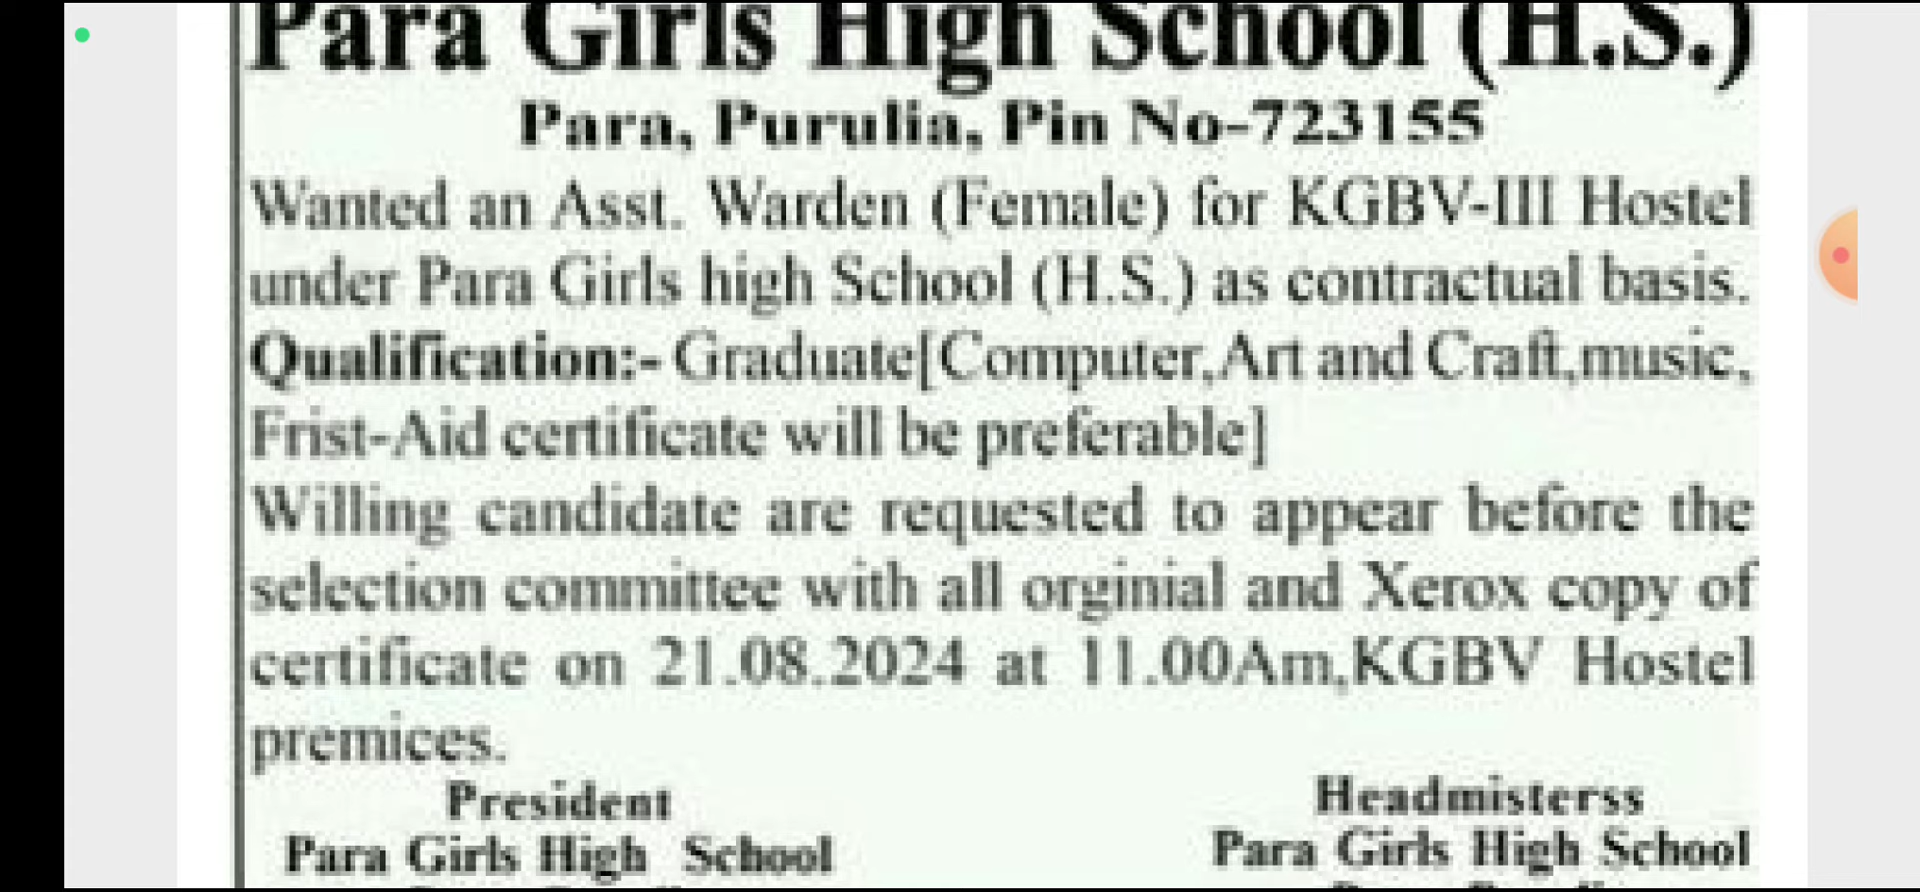 Para Girls High School (H.S.)
Para, Purulia, Pin No-723155
Wanted an Asst. Warden (Female) for KGBV-III Hostel
under Para Girls high School (H.S.) as contractual basis.
Qualification:- Graduate[Computer,Art and Craft,music,
Frist-Aid certificate will be preferable]
Willing candidate are requested to appear before the
selection committee with all orginial and Xerox copy of
certificate on 21.08.2024 at 11.00Am,KGBV Hostel
premices.
President Headmisterss
Para Girls High School Para Girls High School